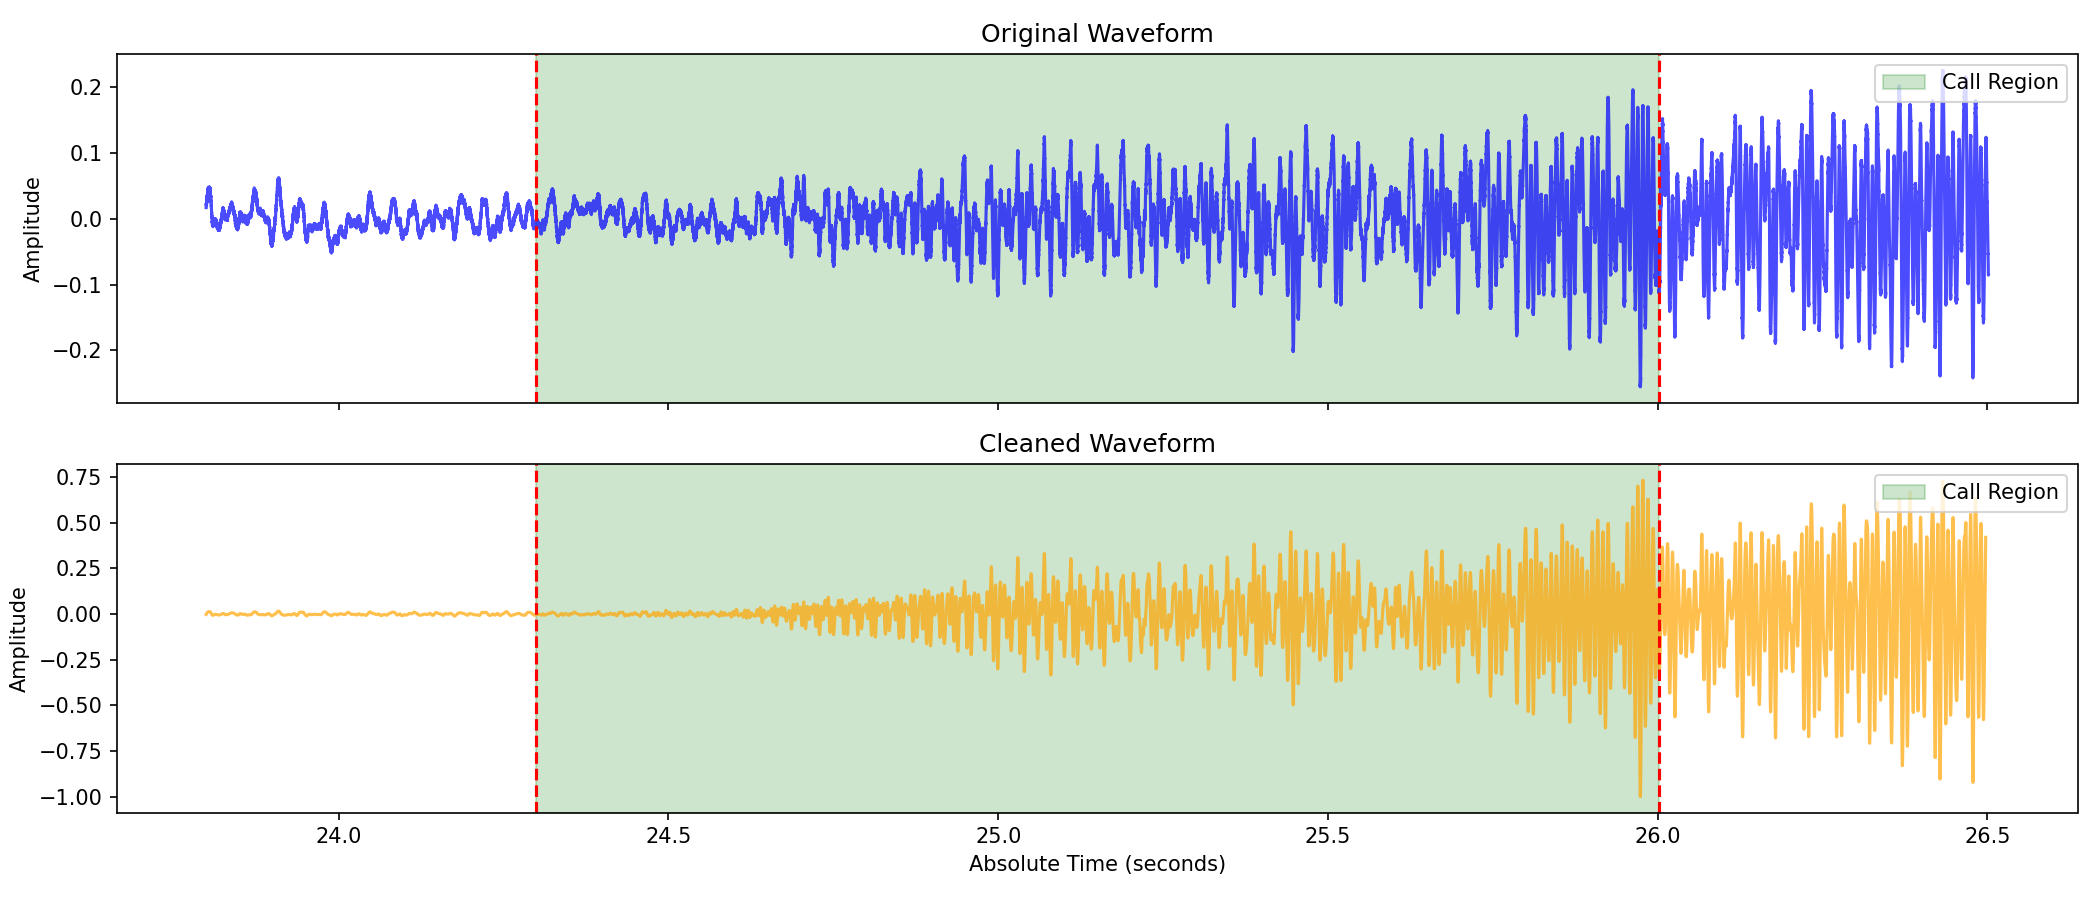 Original Waveform
Amplitude
0.2
0.1
0.0
−0.1
−0.2
Call Region
Cleaned Waveform
Amplitude
0.75
0.50
0.25
0.00
−0.25
−0.50
−0.75
−1.00
Call Region
24.0 24.5 25.0 25.5 26.0 26.5
Absolute Time (seconds)